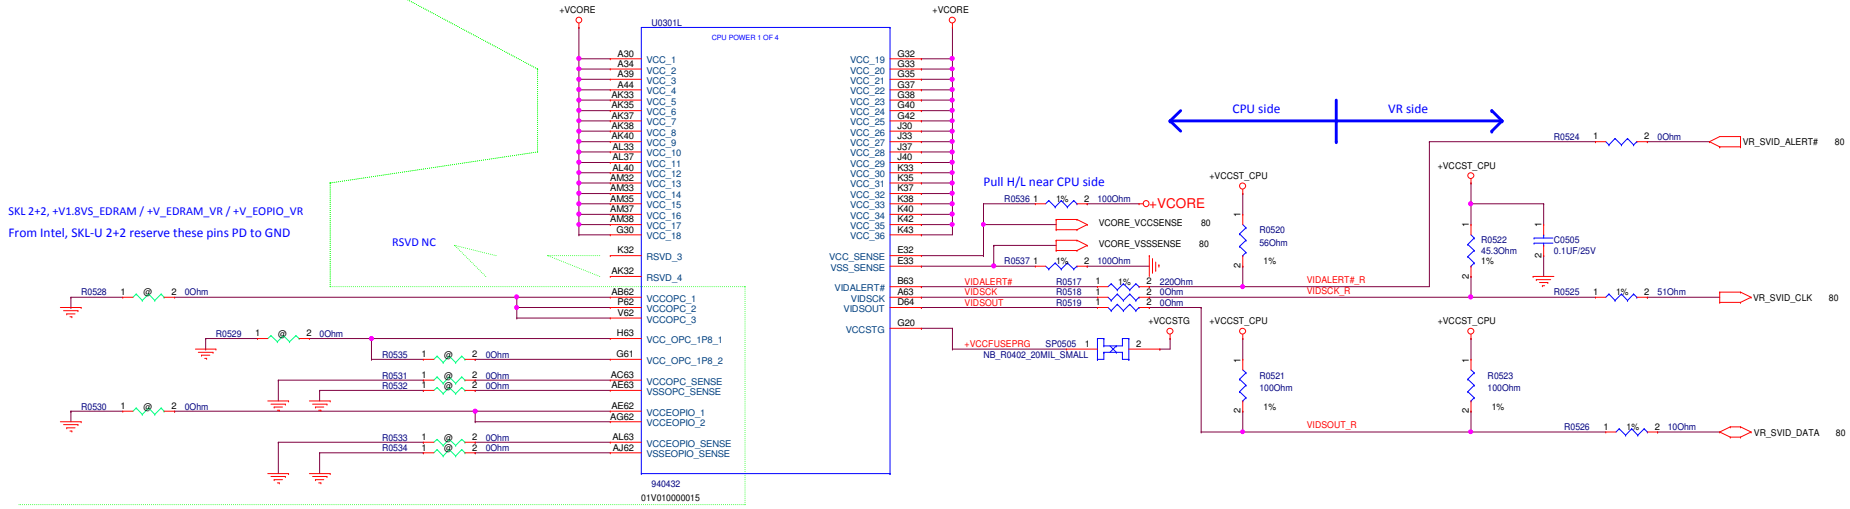 +VCORE
+VCORE
U0301L
CPU POWER 1 OF 4
A30 VCC_1
A34 VCC_2
A39 VCC_3
A44 VCC_4
AK33 VCC_5
AK35 VCC_6
AK37 VCC_7
AK38 VCC_8
AK40 VCC_9
AL33 VCC_10
AL37 VCC_11
AL40 VCC_12
AM32 VCC_13
AM33 VCC_14
AM35 VCC_15
AM37 VCC_16
AM38 VCC_17
G30 VCC_18
K32 RSVD_3
AK32 RSVD_4
AB62 VCCOPC_1
P62 VCCOPC_2
V62 VCCOPC_3
H63 VCC_OPC_1P8_1
G61 VCC_OPC_1P8_2
AC63 VCCOPC_SENSE
AE63 VSSOPC_SENSE
AE62 VCCEOPIO_1
AG62 VCCEOPIO_2
AL63 VCCEOPIO_SENSE
AJ62 VSSEOPIO_SENSE
VCC_19 G32
VCC_20 G33
VCC_21 G35
VCC_22 G37
VCC_23 G38
VCC_24 G40
VCC_25 G42
VCC_26 J30
VCC_27 J33
VCC_28 J37
VCC_29 J40
VCC_30 K33
VCC_31 K35
VCC_32 K37
VCC_33 K38
VCC_34 K40
VCC_35 K42
VCC_36 K43
VCC_SENSE E32
VSS_SENSE E33
VIDALERT# B63
VIDSCK A63
VIDSOUT D64
VCCSTG G20
940432
01V010000015
SKL 2+2, +V1.8VS_EDRAM / +V_EDRAM_VR / +V_EOPIO_VR
From Intel, SKL-U 2+2 reserve these pins PD to GND
RSVD NC
R0528 1 @ 2 0Ohm
R0529 1 @ 2 0Ohm
R0535 1 @ 2 0Ohm
R0531 1 @ 2 0Ohm
R0532 1 @ 2 0Ohm
R0530 1 @ 2 0Ohm
R0533 1 @ 2 0Ohm
R0534 1 @ 2 0Ohm
CPU side
VR side
Pull H/L near CPU side
R0536 1 1% 2 100Ohm +VCORE
VCORE_VCCSENSE 80
VCORE_VSSSENSE 80
R0537 1 1% 2 100Ohm
VIDALERT# R0517 1 1% 2 220Ohm VIDALERT#_R
VIDSCK R0518 1 2 0Ohm VIDSCK_R
VIDSOUT R0519 1 2 0Ohm
+VCCFUSEPRG SP0505 1 2 +VCCSTG
NB_R0402_20MIL_SMALL
+VCCST_CPU
1
R0520
56Ohm
1%
2
+VCCST_CPU
1
R0522
45.3Ohm
1%
2
1
C0505
0.1UF/25V
2
R0524 1 2 0Ohm VR_SVID_ALERT# 80
R0525 1 1% 2 51Ohm VR_SVID_CLK 80
+VCCST_CPU
1
R0521
100Ohm
1%
2
+VCCST_CPU
1
R0523
100Ohm
1%
2
VIDSOUT_R
R0526 1 1% 2 10Ohm VR_SVID_DATA 80